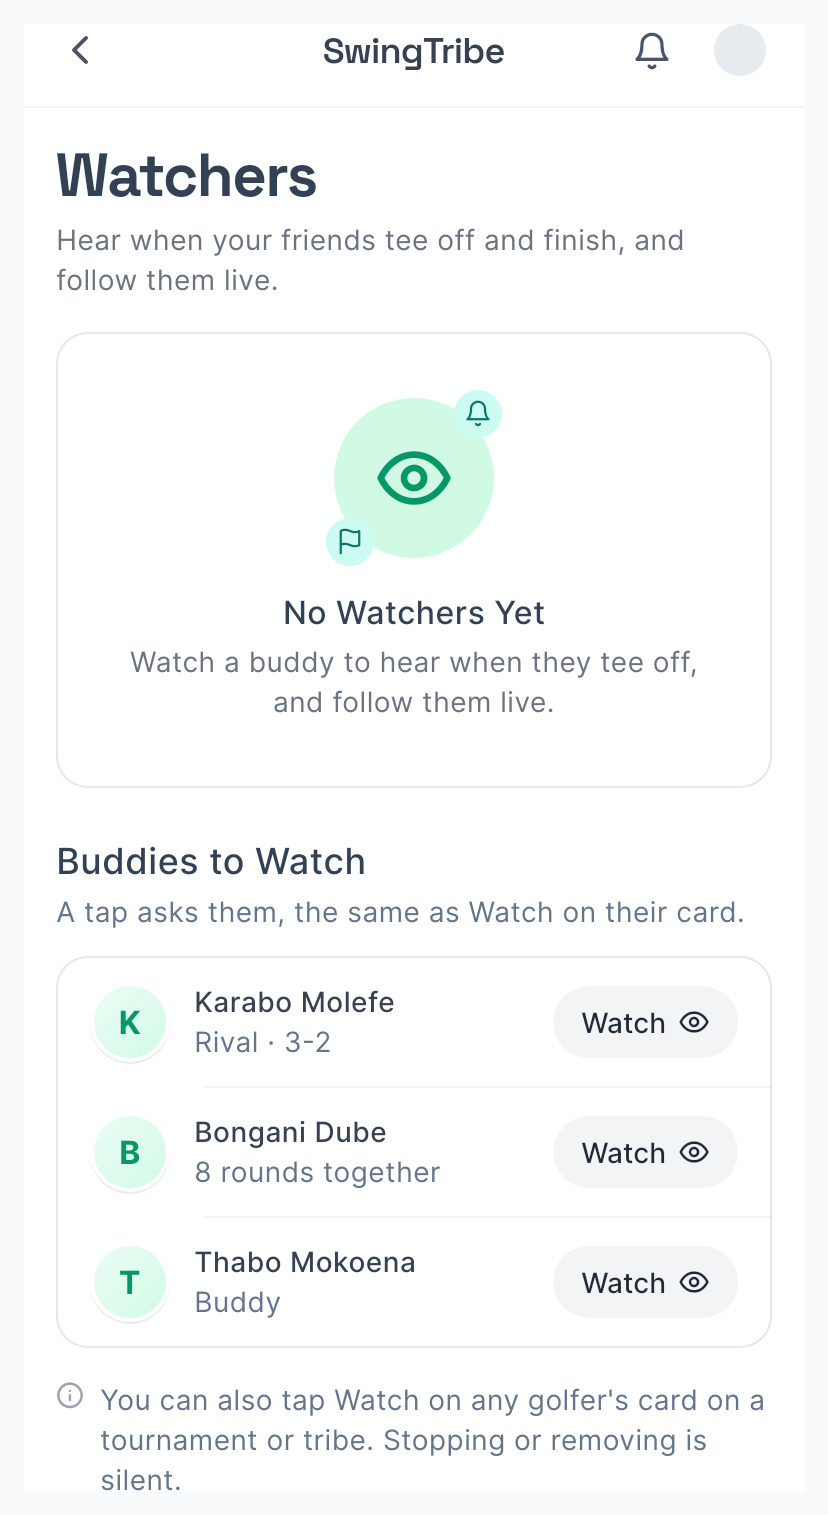 SwingTribe
Watchers
Hear when your friends tee off and finish, and
follow them live.
No Watchers Yet
Watch a buddy to hear when they tee off,
and follow them live.
Buddies to Watch
A tap asks them, the same as Watch on their card.
K
Karabo Molefe
Rival · 3-2
Watch
B
Bongani Dube
8 rounds together
Watch
T
Thabo Mokoena
Buddy
Watch
You can also tap Watch on any golfer's card on a
tournament or tribe. Stopping or removing is
silent.